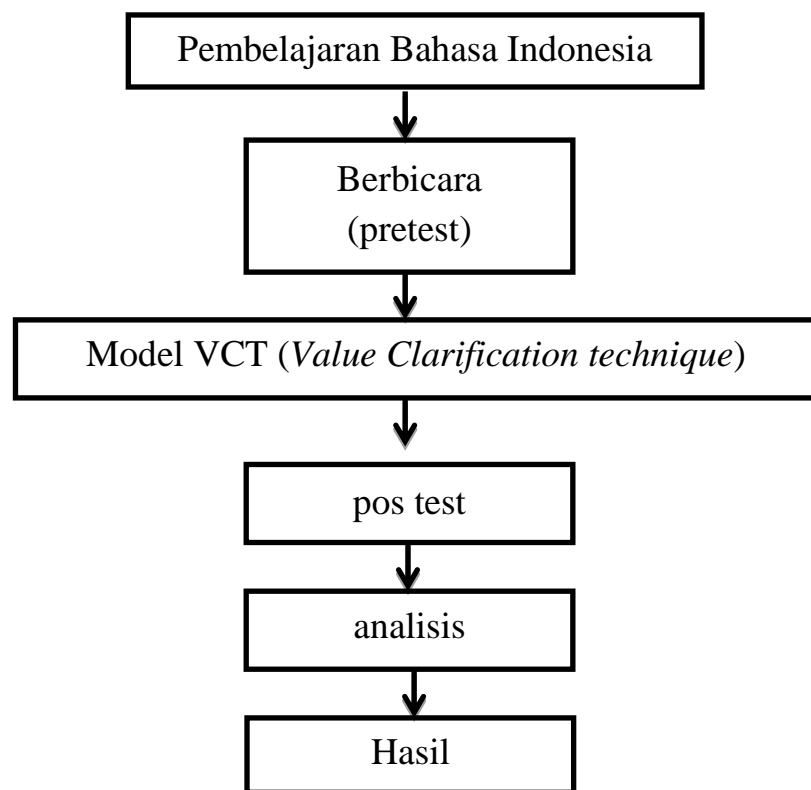 Pembelajaran Bahasa Indonesia
Berbicara
(pretest)
Model VCT (Value Clarification technique)
pos test
analisis
Hasil